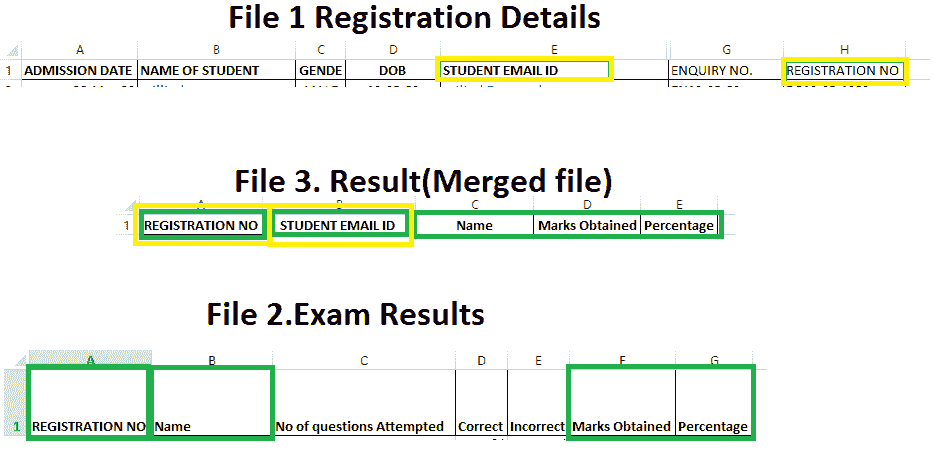 File 1 Registration Details
A B C D E G H
1 ADMISSION DATE NAME OF STUDENT GENDE DOB STUDENT EMAIL ID ENQUIRY NO. REGISTRATION NO
File 3. Result(Merged file)
C D E
1 REGISTRATION NO STUDENT EMAIL ID Name Marks Obtained Percentage
File 2.Exam Results
A B C D E F G
1 REGISTRATION NO Name No of questions Attempted Correct Incorrect Marks Obtained Percentage